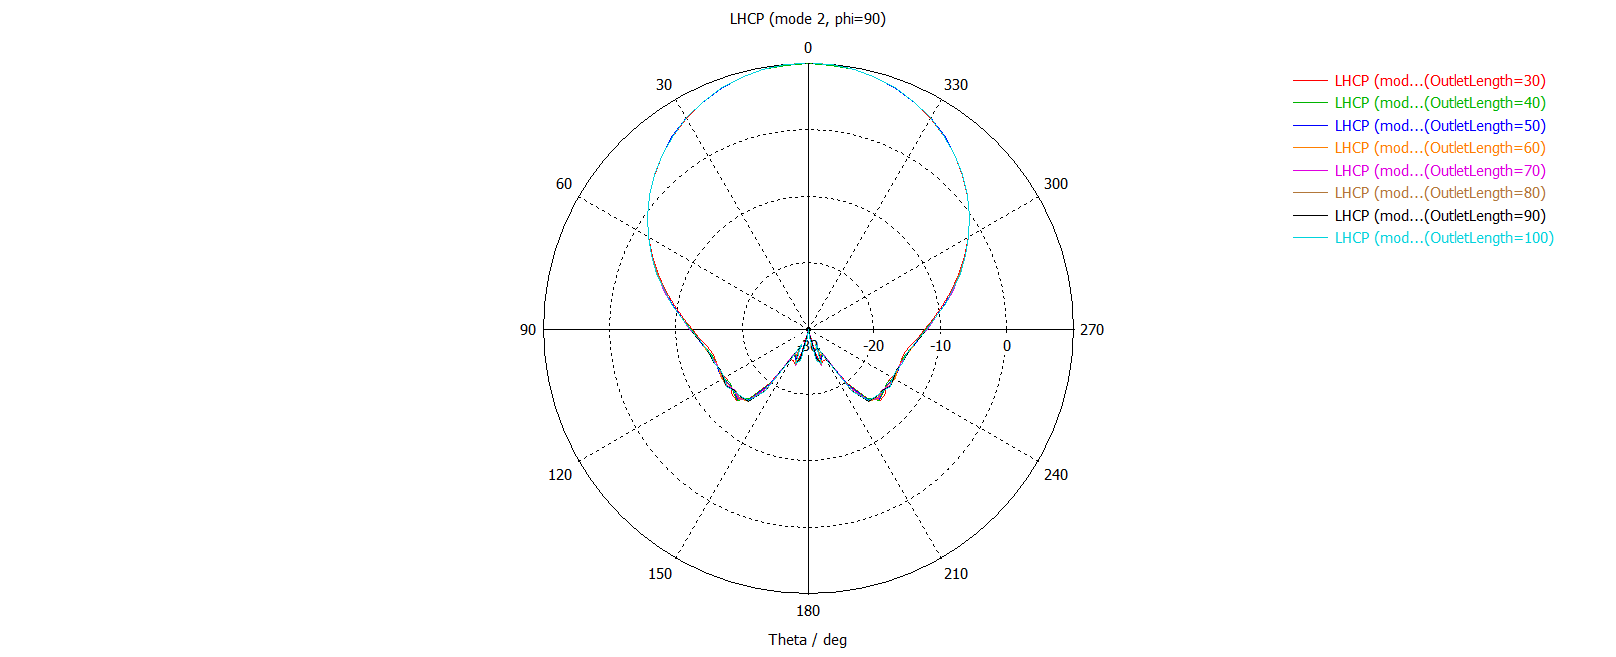 LHCP (mode 2, phi=90)
0
30
330
60
300
90
270
-30
-20
-10
0
120
240
150
210
180
Theta / deg
LHCP (mod...(OutletLength=30)
LHCP (mod...(OutletLength=40)
LHCP (mod...(OutletLength=50)
LHCP (mod...(OutletLength=60)
LHCP (mod...(OutletLength=70)
LHCP (mod...(OutletLength=80)
LHCP (mod...(OutletLength=90)
LHCP (mod...(OutletLength=100)